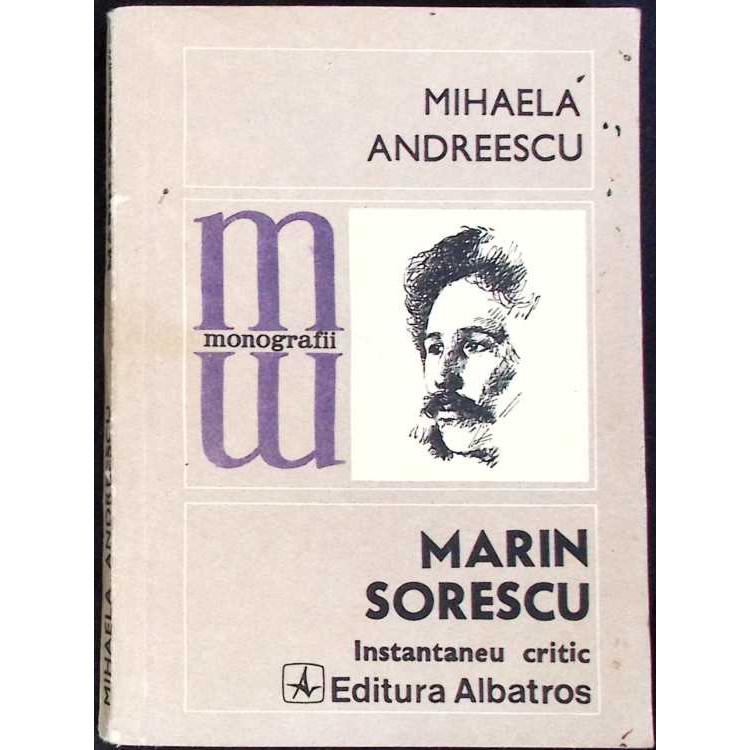 MIHAELA
ANDREESCU
monografii
MARIN
SORESCU
Instantaneu critic
Editura Albatros
MIHAELA ANDREESCU